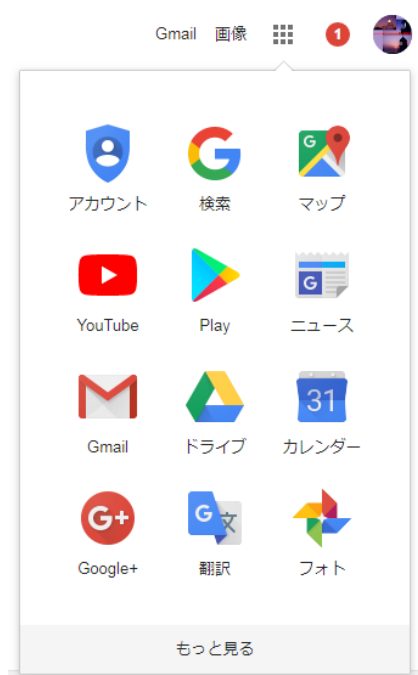 Gmail 画像 1
アカウント 検索 マップ
YouTube Play ニュース
Gmail ドライブ カレンダー
Google+ 翻訳 フォト
もっと見る
G
G
31
G+
G 文